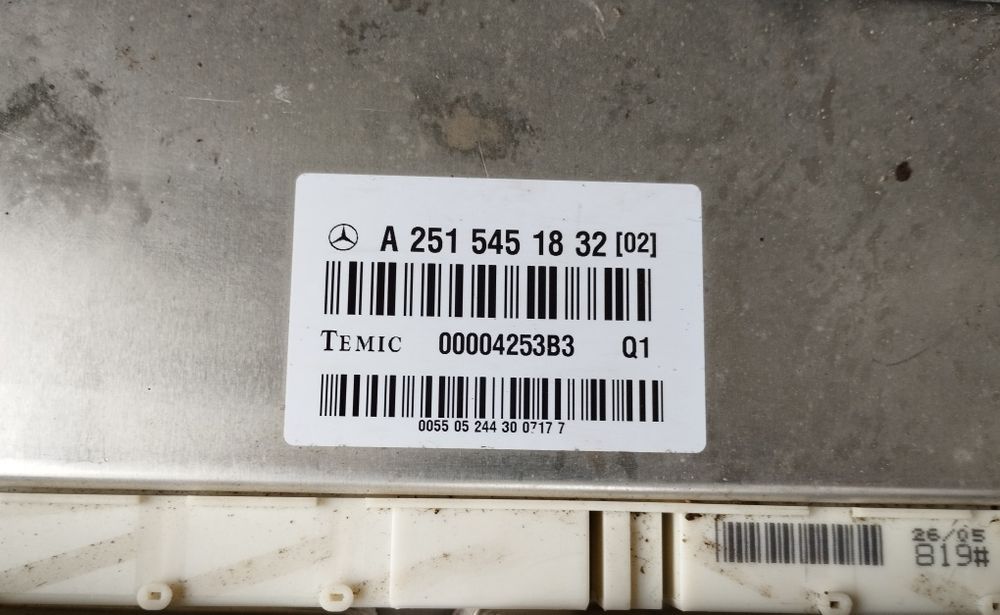 A 251 545 18 32 [02]
TEMIC 00004253B3 Q1
0055 05 244 30 0717 7
26/05
819#